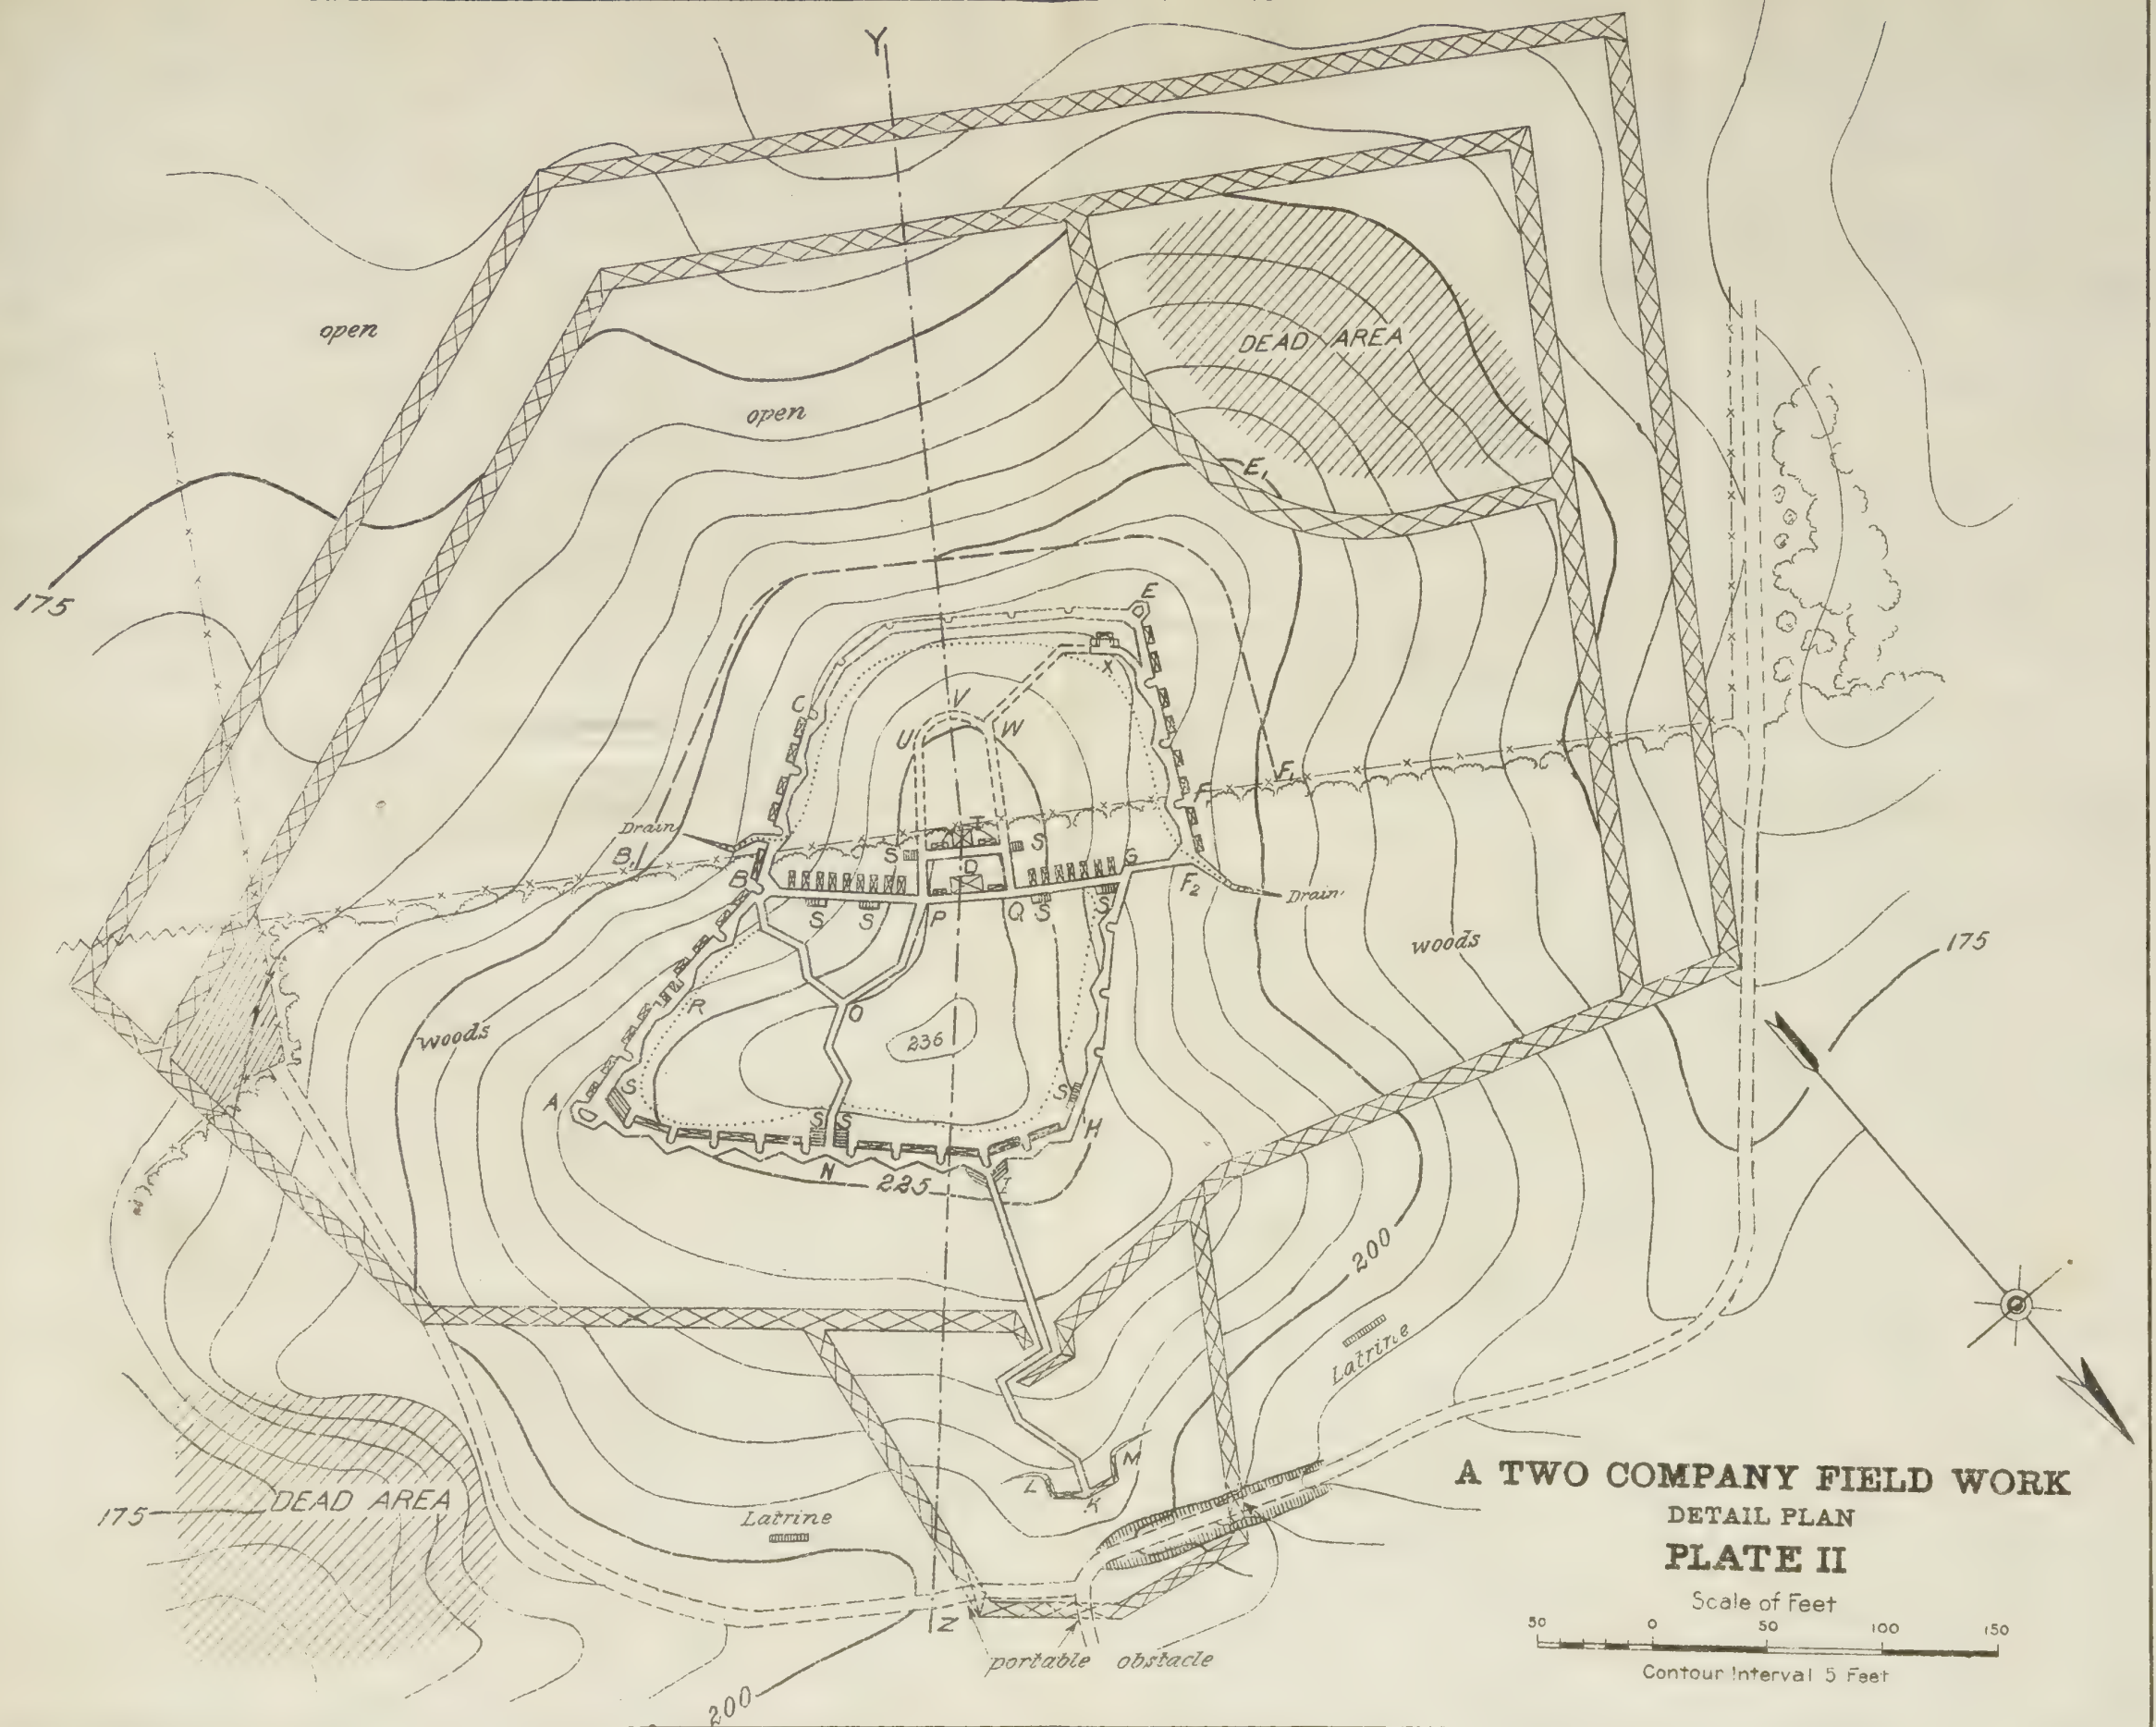 Y
open
DEAD AREA
open
E,
175
E
C
V
X
U
W
F,
F
Drain
B,
I
S
S
D
G
B
F2
Drain
S
S
P
Q
S
S
woods
175
R
O
woods
236
A
S
S
S
S
H
N
225
I
200
Latrine
M
L
K
A TWO COMPANY FIELD WORK
DETAIL PLAN
PLATE II
175
DEAD AREA
Latrine
Scale of Feet
50 0 50 100 150
Z
portable obstacle
Contour Interval 5 Feet
200